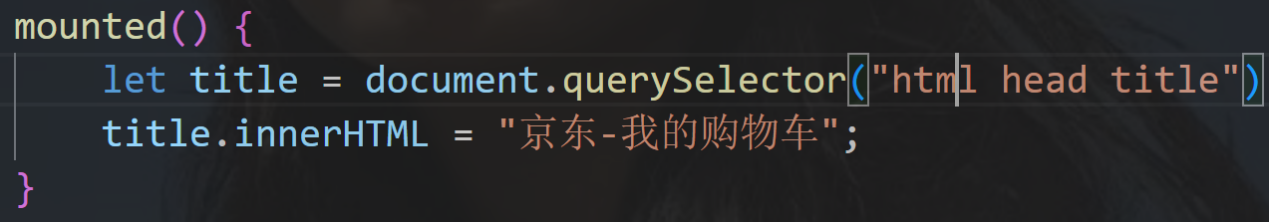 mounted() {
let title = document.querySelector("html head title")
title.innerHTML = "京东-我的购物车";
}